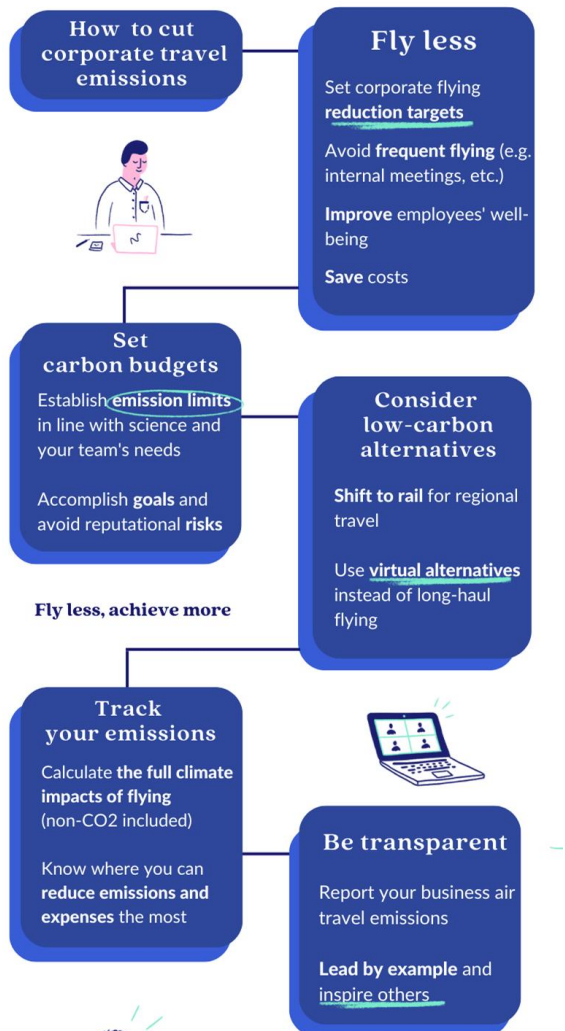 How to cut
corporate travel
emissions
Fly less
Set corporate flying
reduction targets
Avoid frequent flying (e.g.
internal meetings, etc.)
Improve employees' well-
being
Save costs
Set
carbon budgets
Establish emission limits
in line with science and
your team's needs
Accomplish goals and
avoid reputational risks
Consider
low-carbon
alternatives
Shift to rail for regional
travel
Use virtual alternatives
instead of long-haul
flying
Fly less, achieve more
Track
your emissions
Calculate the full climate
impacts of flying
(non-CO2 included)
Know where you can
reduce emissions and
expenses the most
Be transparent
Report your business air
travel emissions
Lead by example and
inspire others